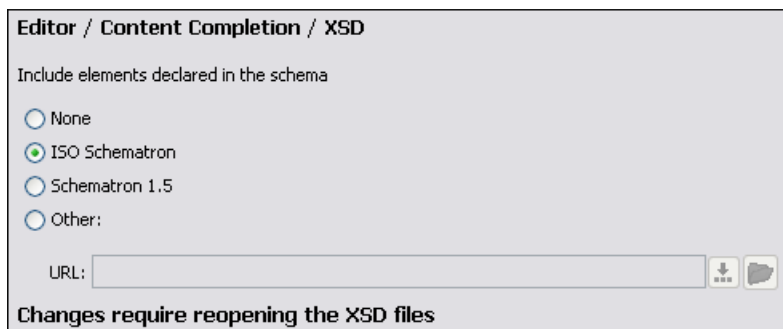 Editor / Content Completion / XSD
Include elements declared in the schema
None
ISO Schematron
Schematron 1.5
Other:
URL:
Changes require reopening the XSD files